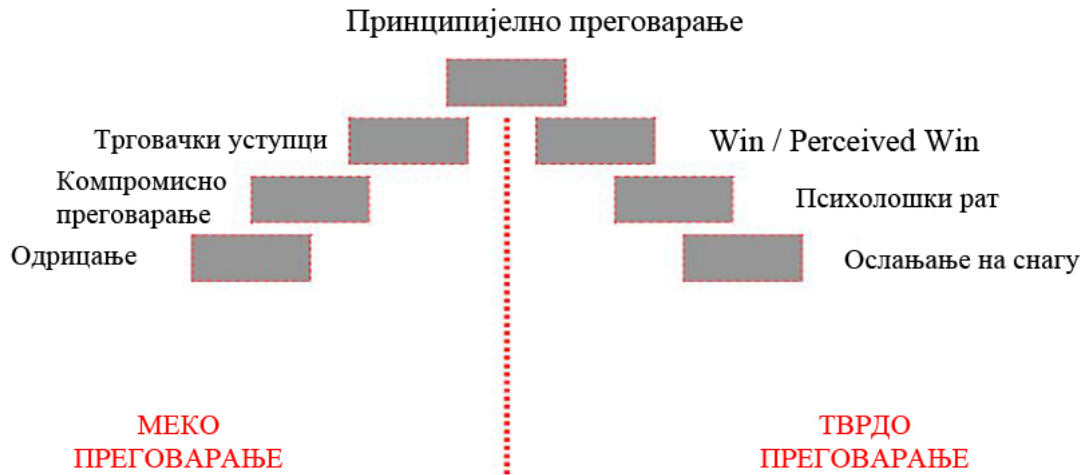 Принципијелно преговарање
Трговачки уступци
Win / Perceived Win
Компромисно
преговарање
Психолошки рат
Одрицање
Ослањање на снагу
МЕКО
ПРЕГОВАРАЊЕ
ТВРДО
ПРЕГОВАРАЊЕ